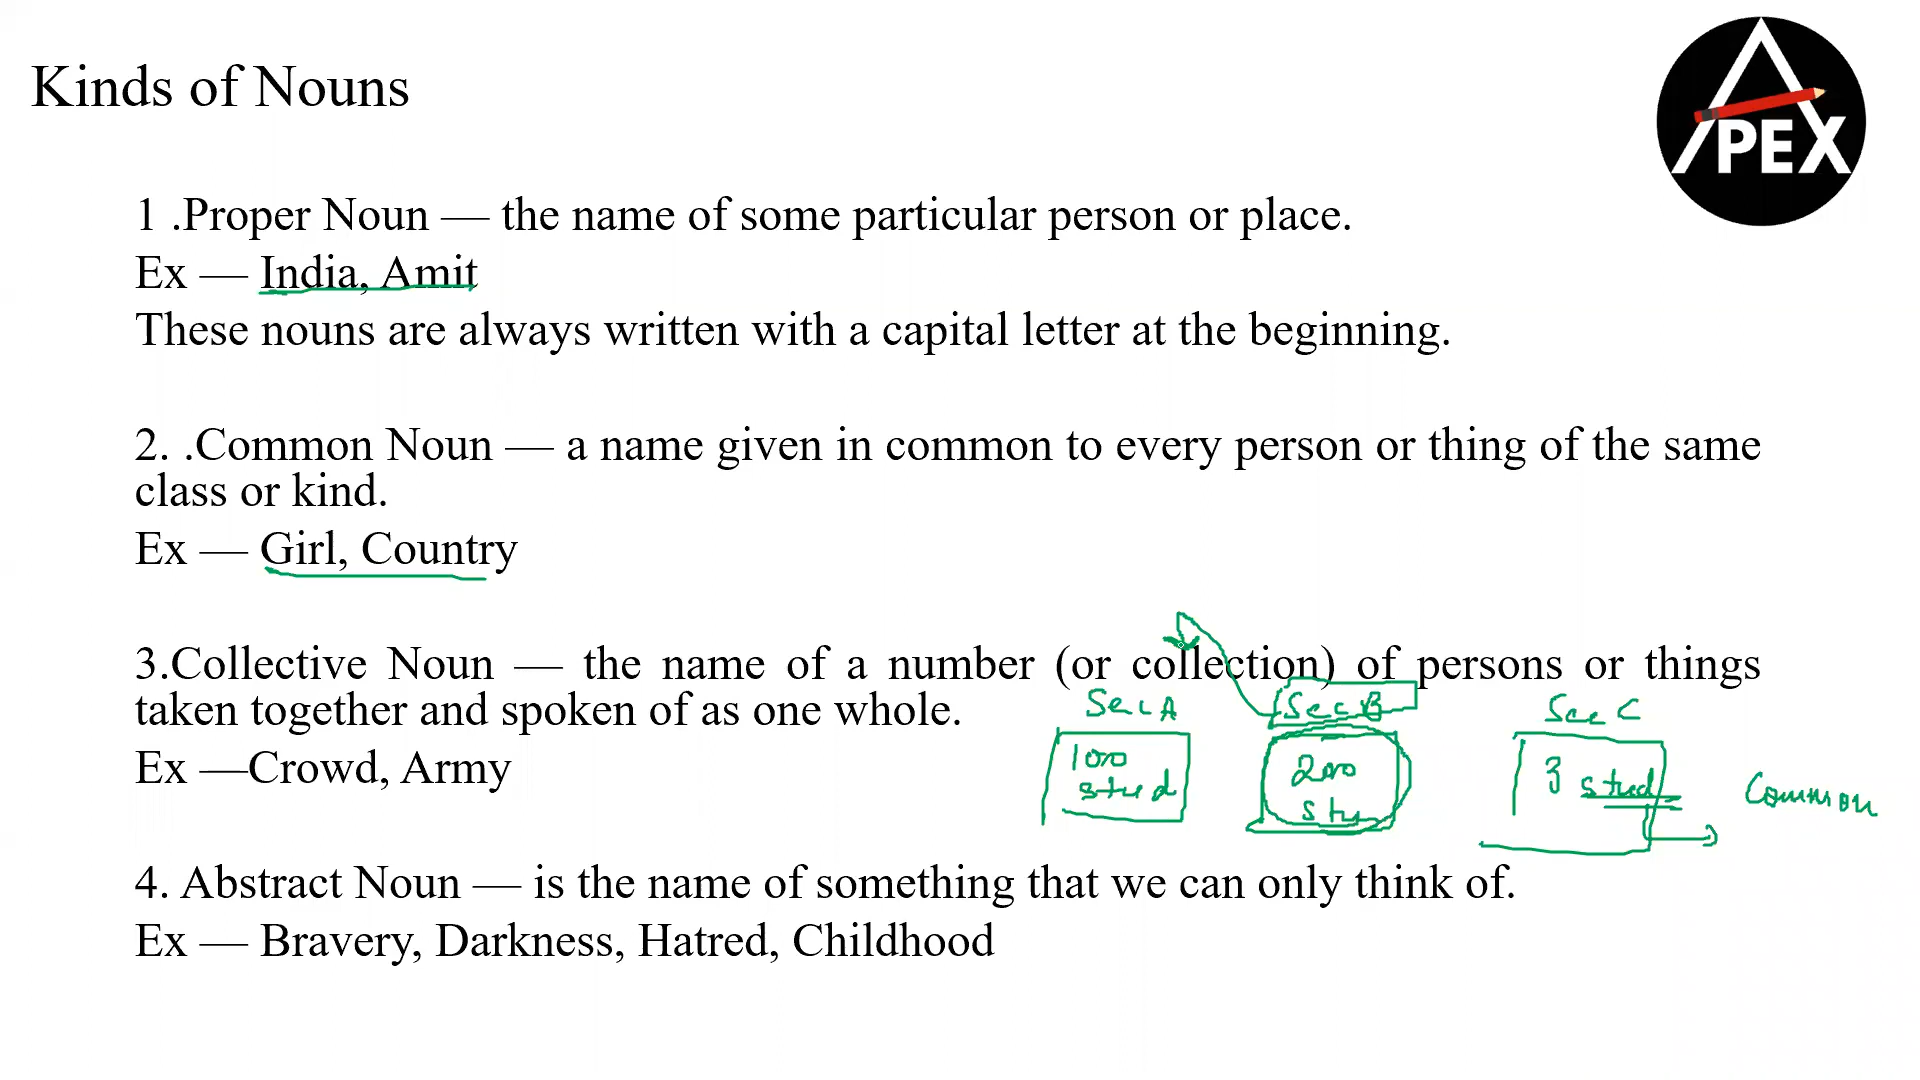 Kinds of Nouns
APEX
1 .Proper Noun — the name of some particular person or place.
Ex — India, Amit
These nouns are always written with a capital letter at the beginning.
2. .Common Noun — a name given in common to every person or thing of the same
class or kind.
Ex — Girl, Country
3.Collective Noun — the name of a number (or collection) of persons or things
taken together and spoken of as one whole.
Sec A Sec B Sec C
Ex —Crowd, Army
100 200 3 stud Common
stud stu
4. Abstract Noun — is the name of something that we can only think of.
Ex — Bravery, Darkness, Hatred, Childhood